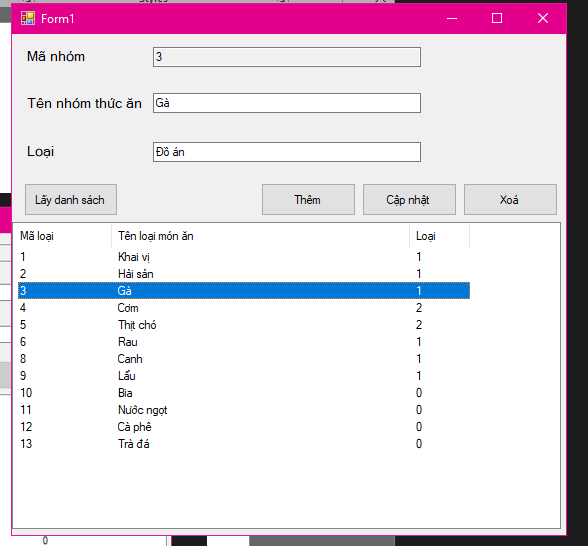 Form1
Mã nhóm 3
Tên nhóm thức ăn Gà
Loại Đồ án
Lấy danh sách Thêm Cập nhật Xoá
Mã loại Tên loại món ăn Loại
1 Khai vị 1
2 Hải sản 1
3 Gà 1
4 Cơm 2
5 Thịt chó 2
6 Rau 1
8 Canh 1
9 Lẩu 1
10 Bia 0
11 Nước ngọt 0
12 Cà phê 0
13 Trà đá 0
0